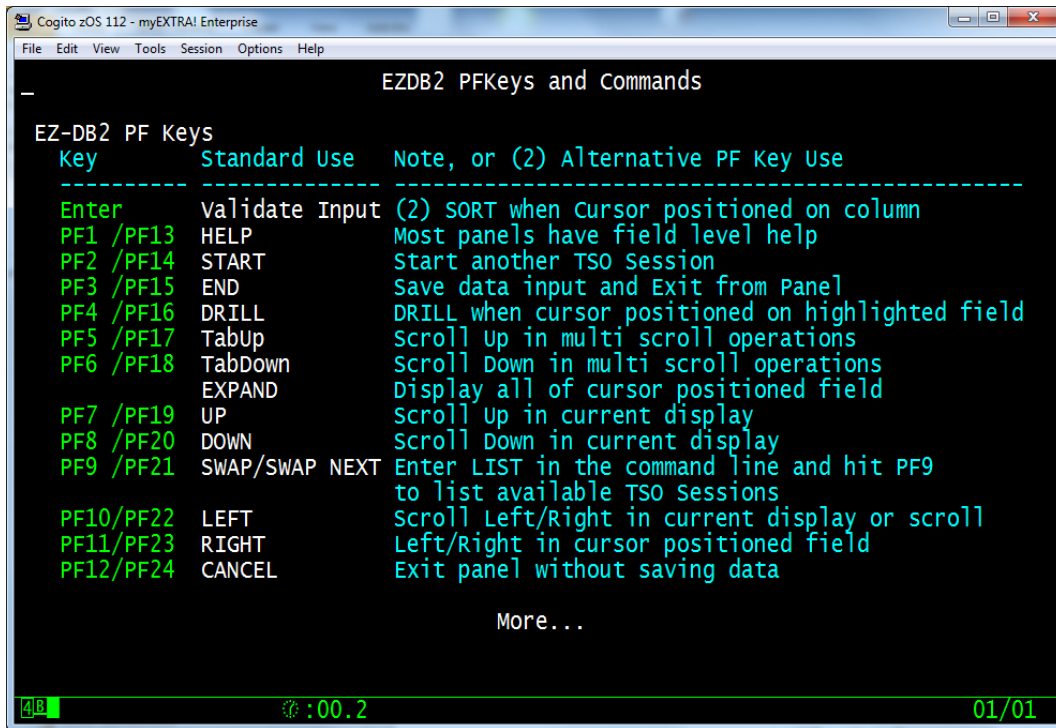 Cogito zOS 112 - myEXTRA! Enterprise
File Edit View Tools Session Options Help
EZDB2 PFKeys and Commands
EZ-DB2 PF Keys
Key Standard Use Note, or (2) Alternative PF Key Use
---------- -------------- -------------------------------------------------
Enter Validate Input (2) SORT when Cursor positioned on column
PF1 /PF13 HELP Most panels have field level help
PF2 /PF14 START Start another TSO Session
PF3 /PF15 END Save data input and Exit from Panel
PF4 /PF16 DRILL DRILL when cursor positioned on highlighted field
PF5 /PF17 TabUp Scroll Up in multi scroll operations
PF6 /PF18 TabDown Scroll Down in multi scroll operations
EXPAND Display all of cursor positioned field
PF7 /PF19 UP Scroll Up in current display
PF8 /PF20 DOWN Scroll Down in current display
PF9 /PF21 SWAP/SWAP NEXT Enter LIST in the command line and hit PF9
to list available TSO Sessions
PF10/PF22 LEFT Scroll Left/Right in current display or scroll
PF11/PF23 RIGHT Left/Right in cursor positioned field
PF12/PF24 CANCEL Exit panel without saving data
More...
4B :00.2 01/01